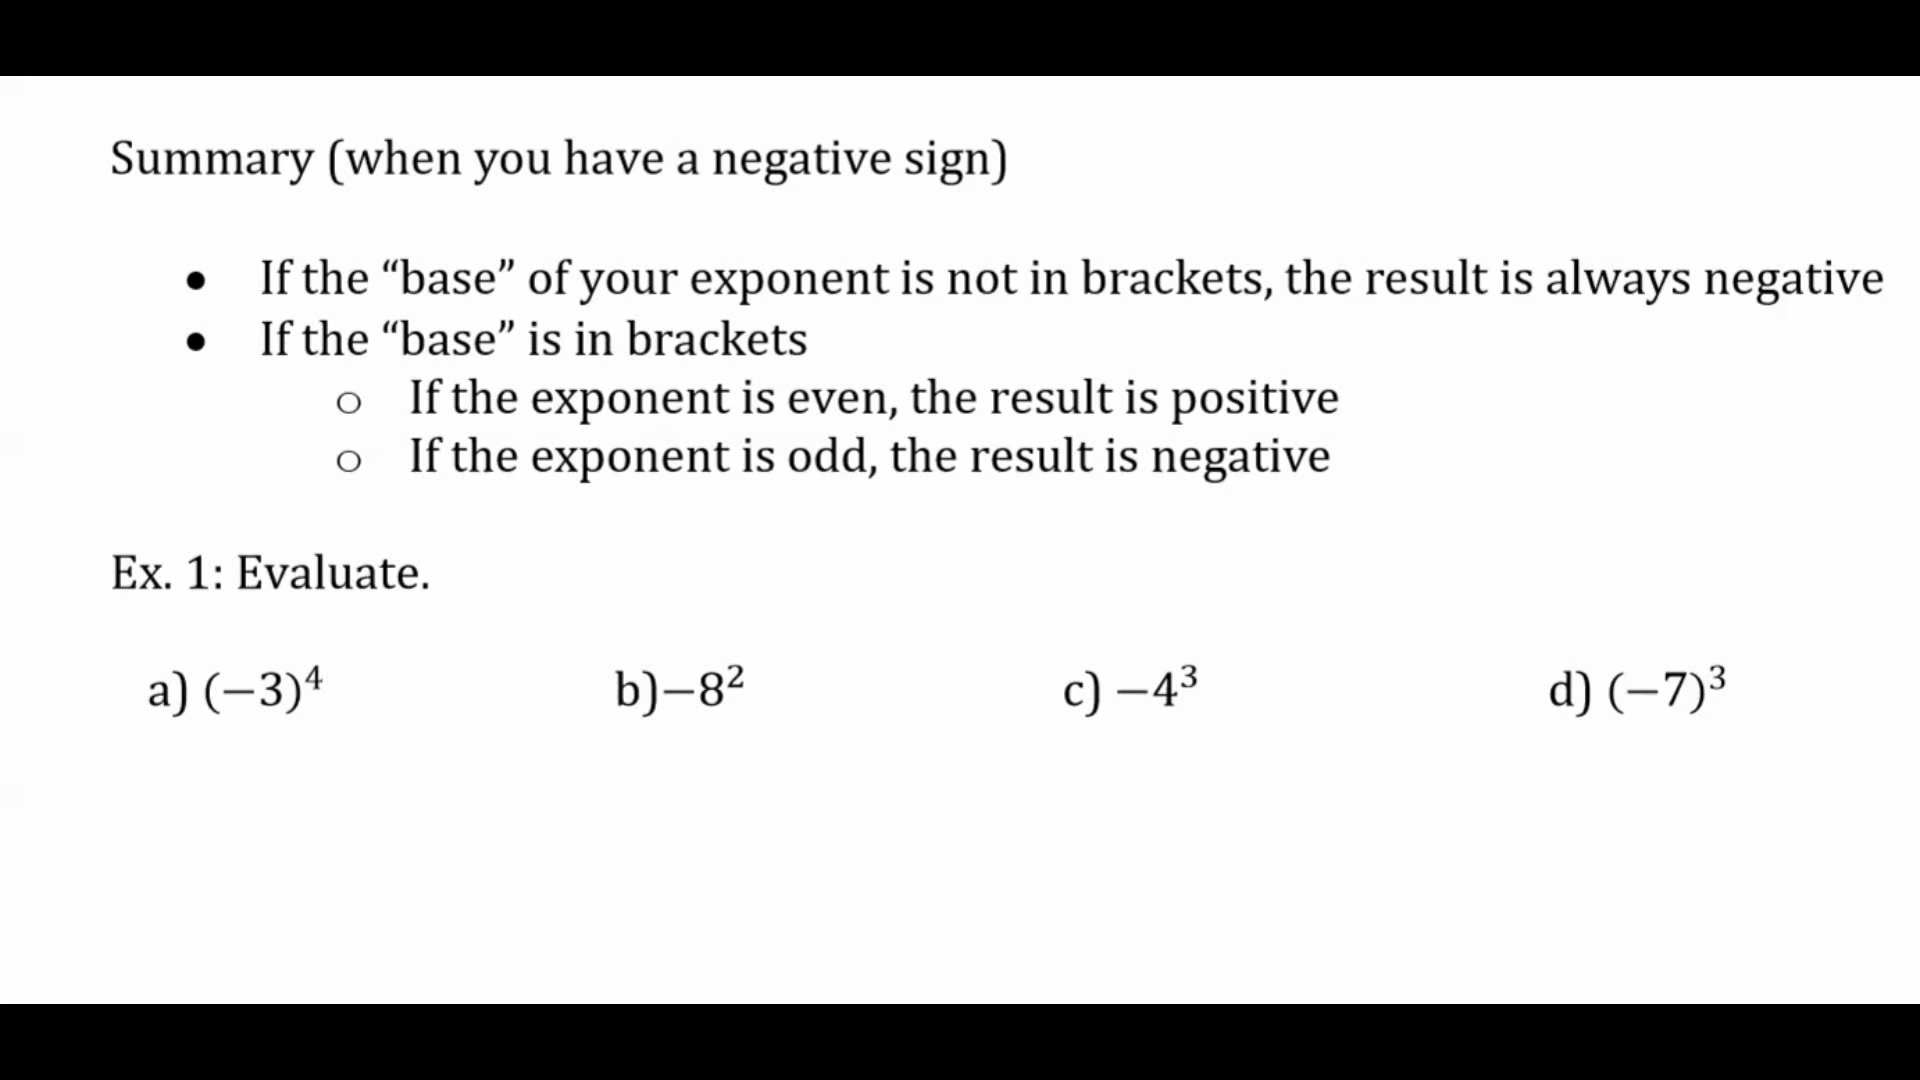 Summary (when you have a negative sign)
• If the “base” of your exponent is not in brackets, the result is always negative
• If the “base” is in brackets
o If the exponent is even, the result is positive
o If the exponent is odd, the result is negative
Ex. 1: Evaluate.
a) (−3)⁴ b)−8² c) −4³ d) (−7)³